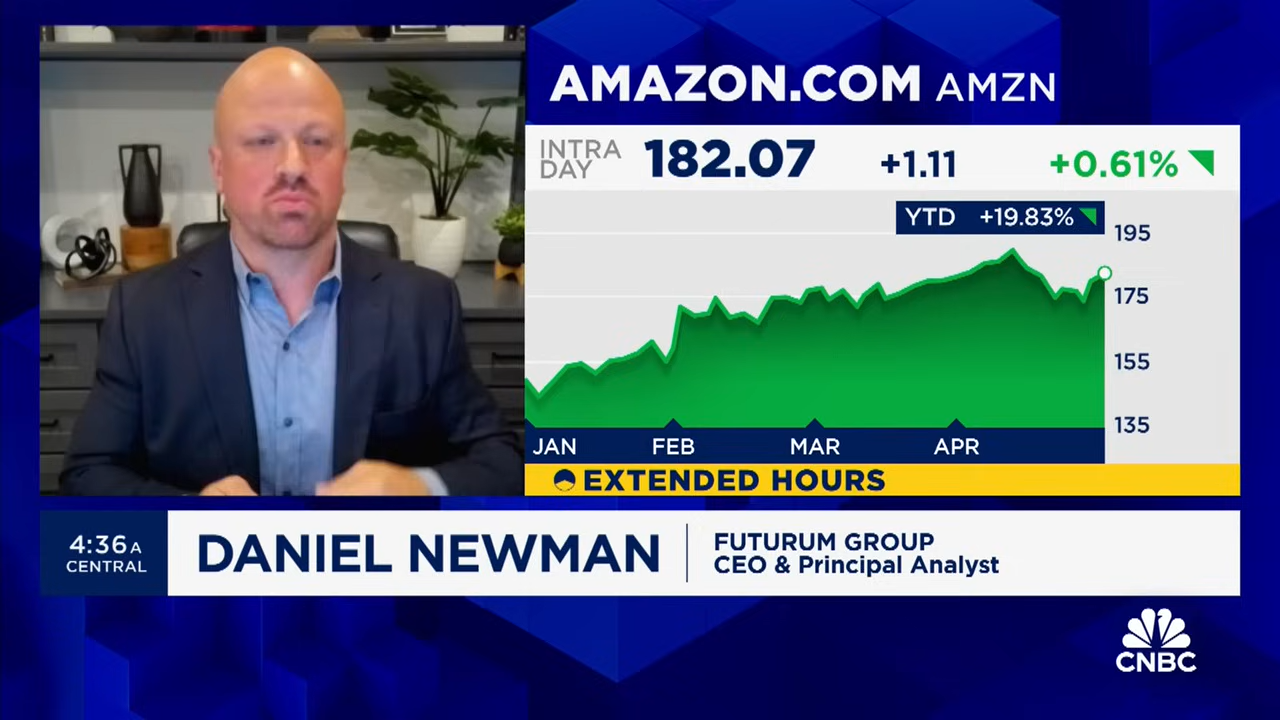 AMAZON.COM AMZN
INTRA
DAY
182.07
+1.11
+0.61%
YTD +19.83%
195
175
155
135
JAN
FEB
MAR
APR
EXTENDED HOURS
4:36A
CENTRAL
DANIEL NEWMAN
FUTURUM GROUP
CEO & Principal Analyst
CNBC